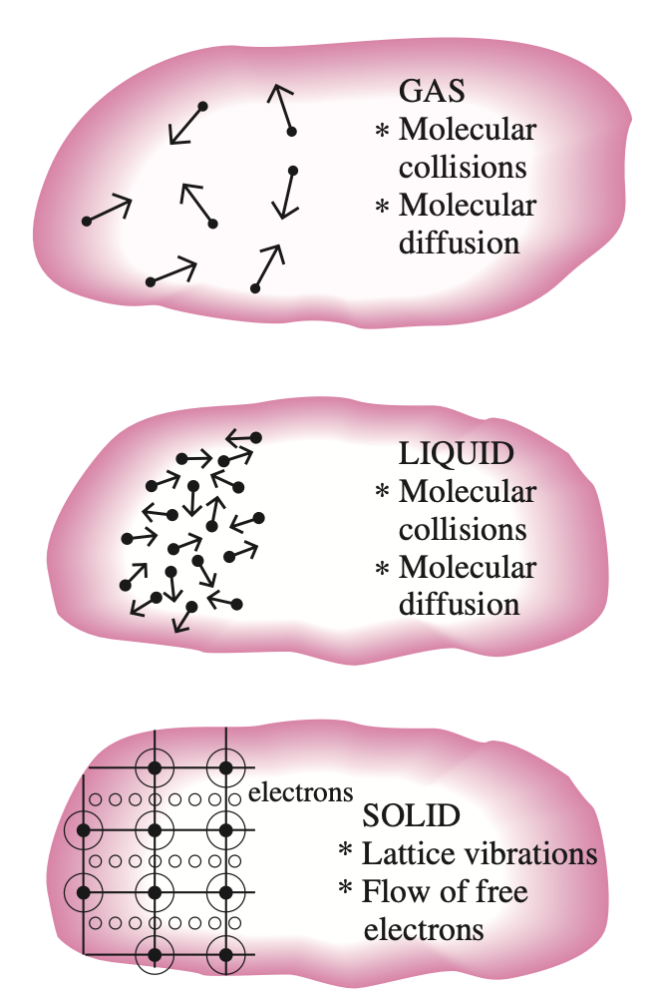 GAS
* Molecular
collisions
* Molecular
diffusion
LIQUID
* Molecular
collisions
* Molecular
diffusion
electrons
SOLID
* Lattice vibrations
* Flow of free
electrons